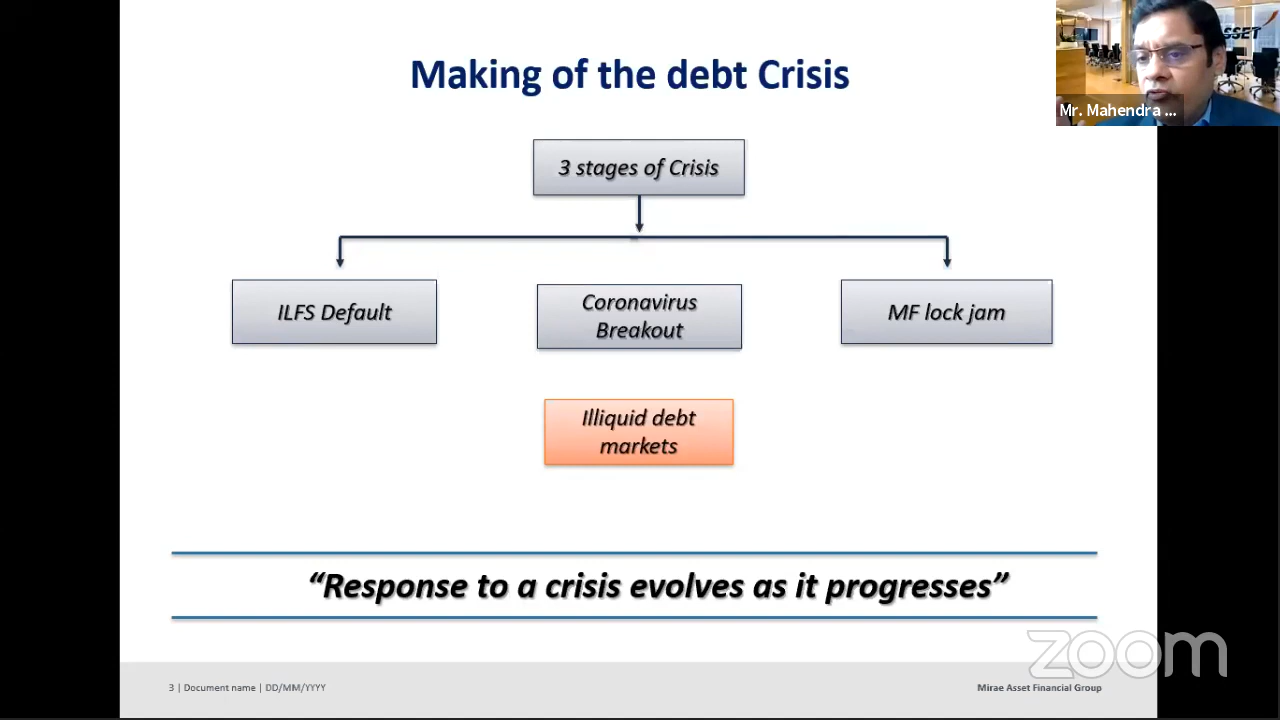 Making of the debt Crisis
ASSET
Mr. Mahendra ...
3 stages of Crisis
ILFS Default
Coronavirus
Breakout
MF lock jam
Illiquid debt
markets
“Response to a crisis evolves as it progresses”
zoom
3 | Document name | DD/MM/YYYY
Mirae Asset Financial Group